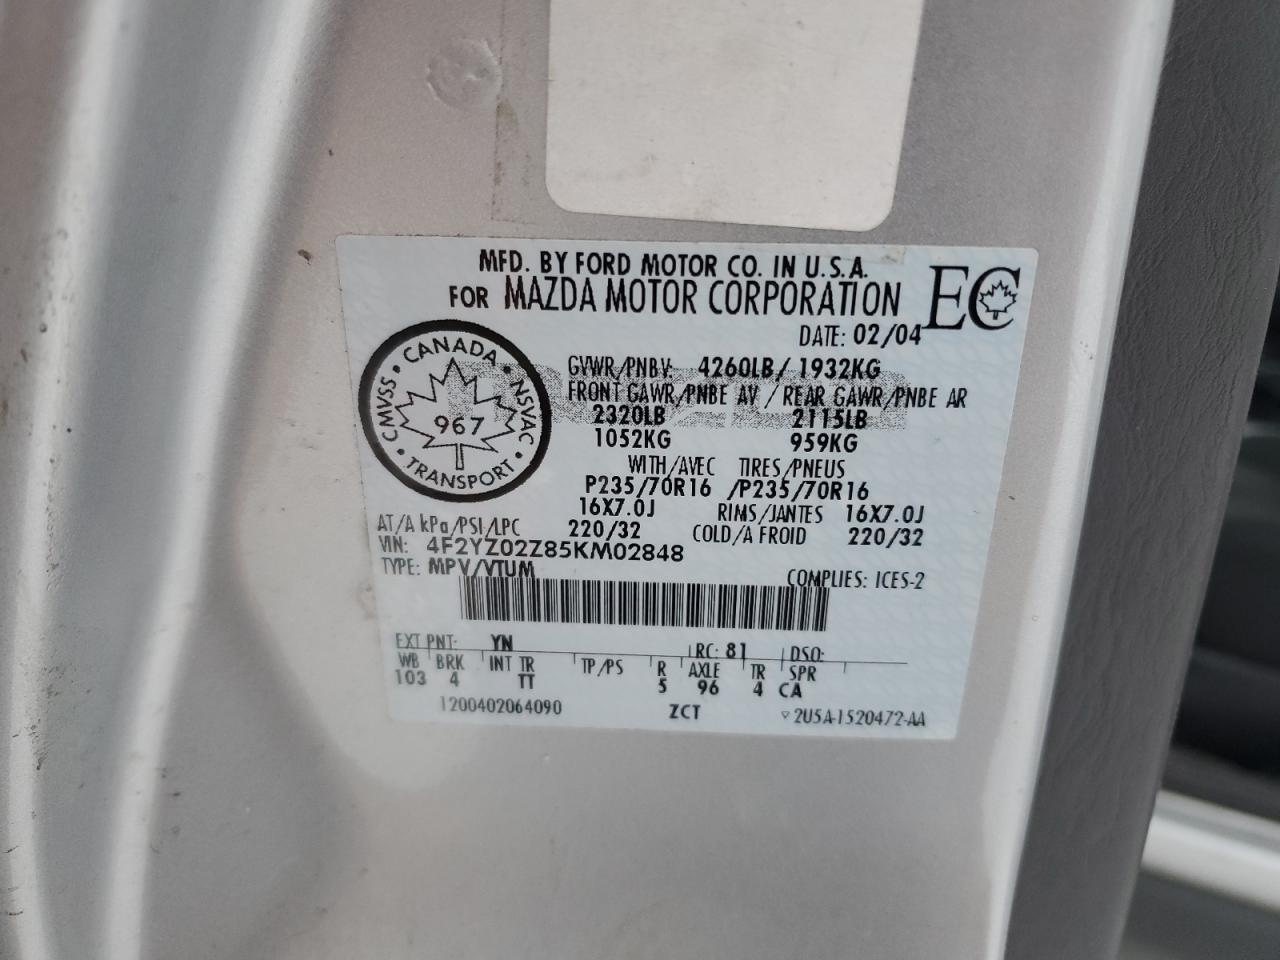 MFD. BY FORD MOTOR CO. IN U.S.A.
FOR MAZDA MOTOR CORPORATION
EC
DATE: 02/04
CANADA
CMVSS
NSVAC
967
TRANSPORT
GVWR/PNBV: 4260LB/ 1932KG
FRONT GAWR/PNBE AV / REAR GAWR/PNBE AR
2320LB 2115LB
1052KG 959KG
WITH/AVEC TIRES/PNEUS
P235/70R16 /P235/70R16
16X7.0J RIMS/JANTES 16X7.0J
AT/A kPa/PSI/LPC 220/32 COLD/A FROID 220/32
VIN: 4F2YZ02Z85KM02848
TYPE: MPV/VTUM
COMPLIES: ICES-2
EXT PNT: YN RC: 81 DSO:
WB BRK INT TR TP/PS R AXLE TR SPR
103 4 TT 5 96 4 CA
1200402064090 ZCT 2U5A-1520472-AA